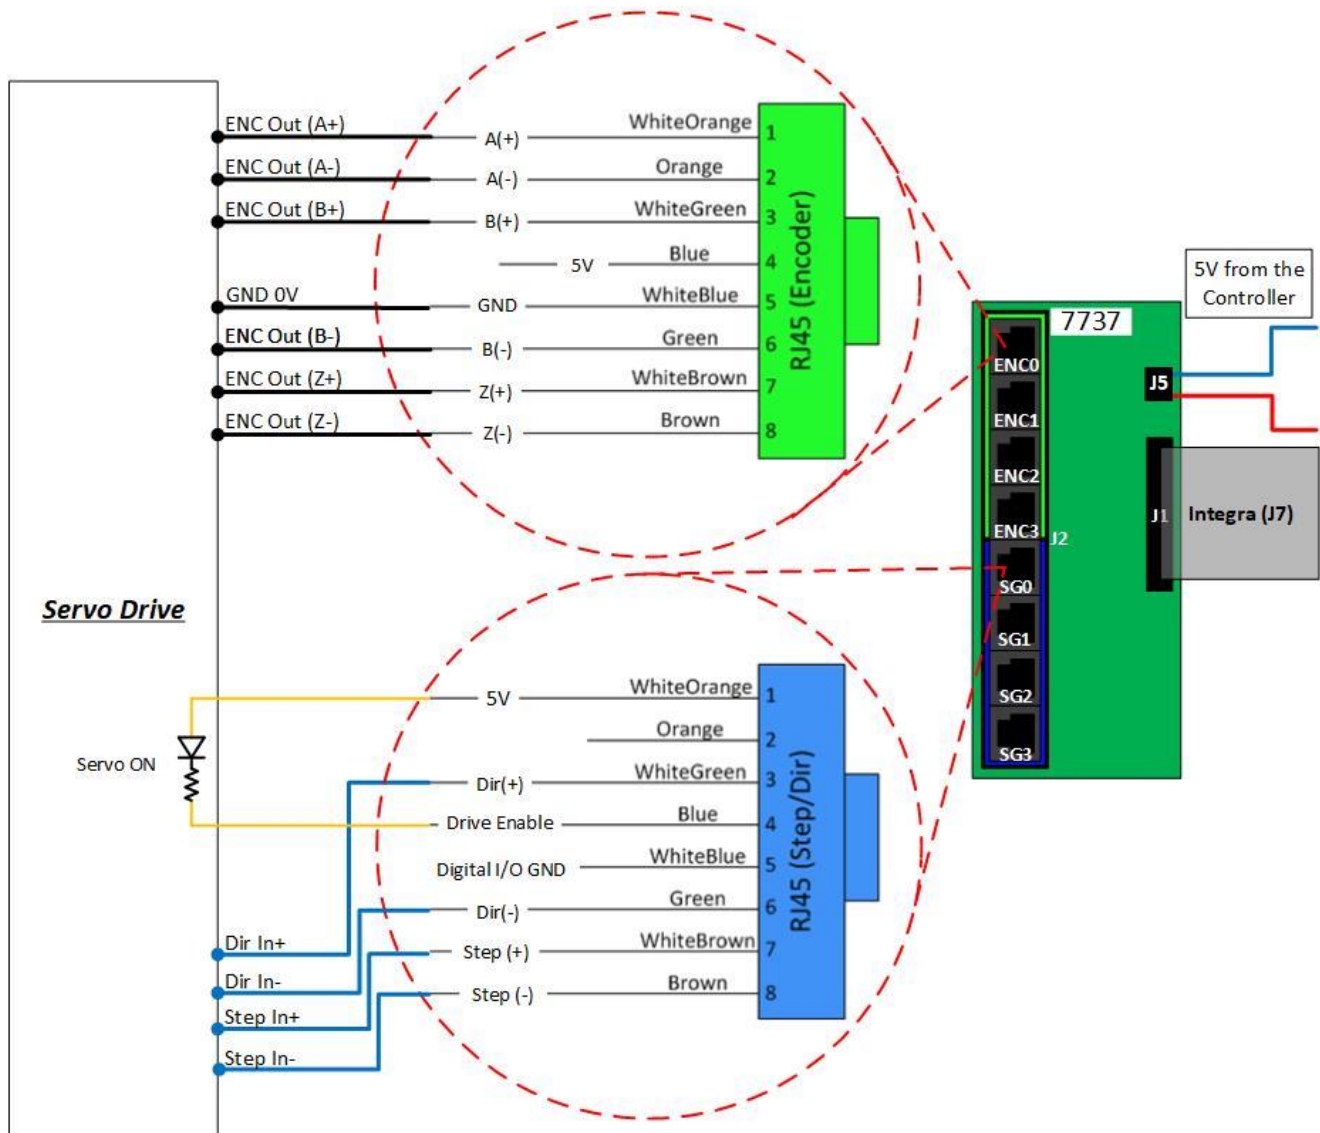 ENC Out (A+)
A(+)
WhiteOrange
1
ENC Out (A-)
A(-)
Orange
2
ENC Out (B+)
B(+)
WhiteGreen
3
5V
Blue
4
GND 0V
GND
WhiteBlue
5
ENC Out (B-)
B(-)
Green
6
ENC Out (Z+)
Z(+)
WhiteBrown
7
ENC Out (Z-)
Z(-)
Brown
8
RJ45 (Encoder)
5V from the
Controller
7737
ENC0
ENC1
ENC2
ENC3
J2
SG0
SG1
SG2
SG3
J5
J1
Integra (J7)
Servo Drive
Servo ON
5V
WhiteOrange
1
Orange
2
Dir(+)
WhiteGreen
3
Drive Enable
Blue
4
Digital I/O GND
WhiteBlue
5
Dir(-)
Green
6
Step (+)
WhiteBrown
7
Step (-)
Brown
8
RJ45 (Step/Dir)
Dir In+
Dir In-
Step In+
Step In-